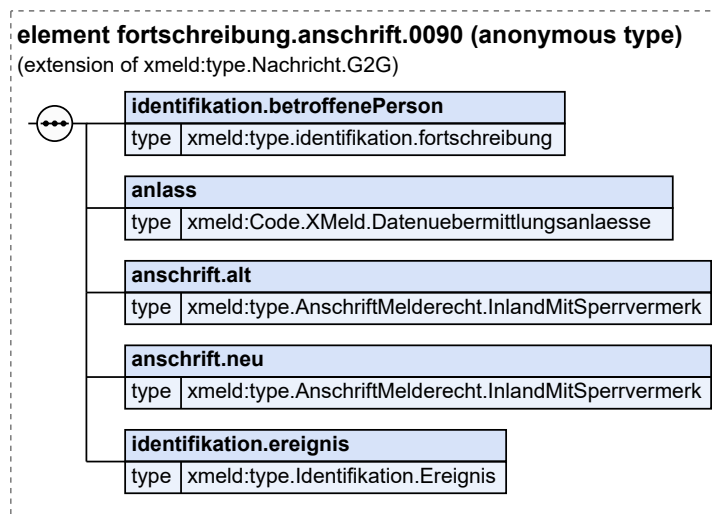 element fortschreibung.anschrift.0090 (anonymous type)
(extension of xmeld:type.Nachricht.G2G)
identifikation.betroffenePerson
type xmeld:type.identifikation.fortschreibung
anlass
type xmeld:Code.XMeld.Datenuebermittlungsanlaesse
anschrift.alt
type xmeld:type.AnschriftMelderecht.InlandMitSperrvermerk
anschrift.neu
type xmeld:type.AnschriftMelderecht.InlandMitSperrvermerk
identifikation.ereignis
type xmeld:type.Identifikation.Ereignis